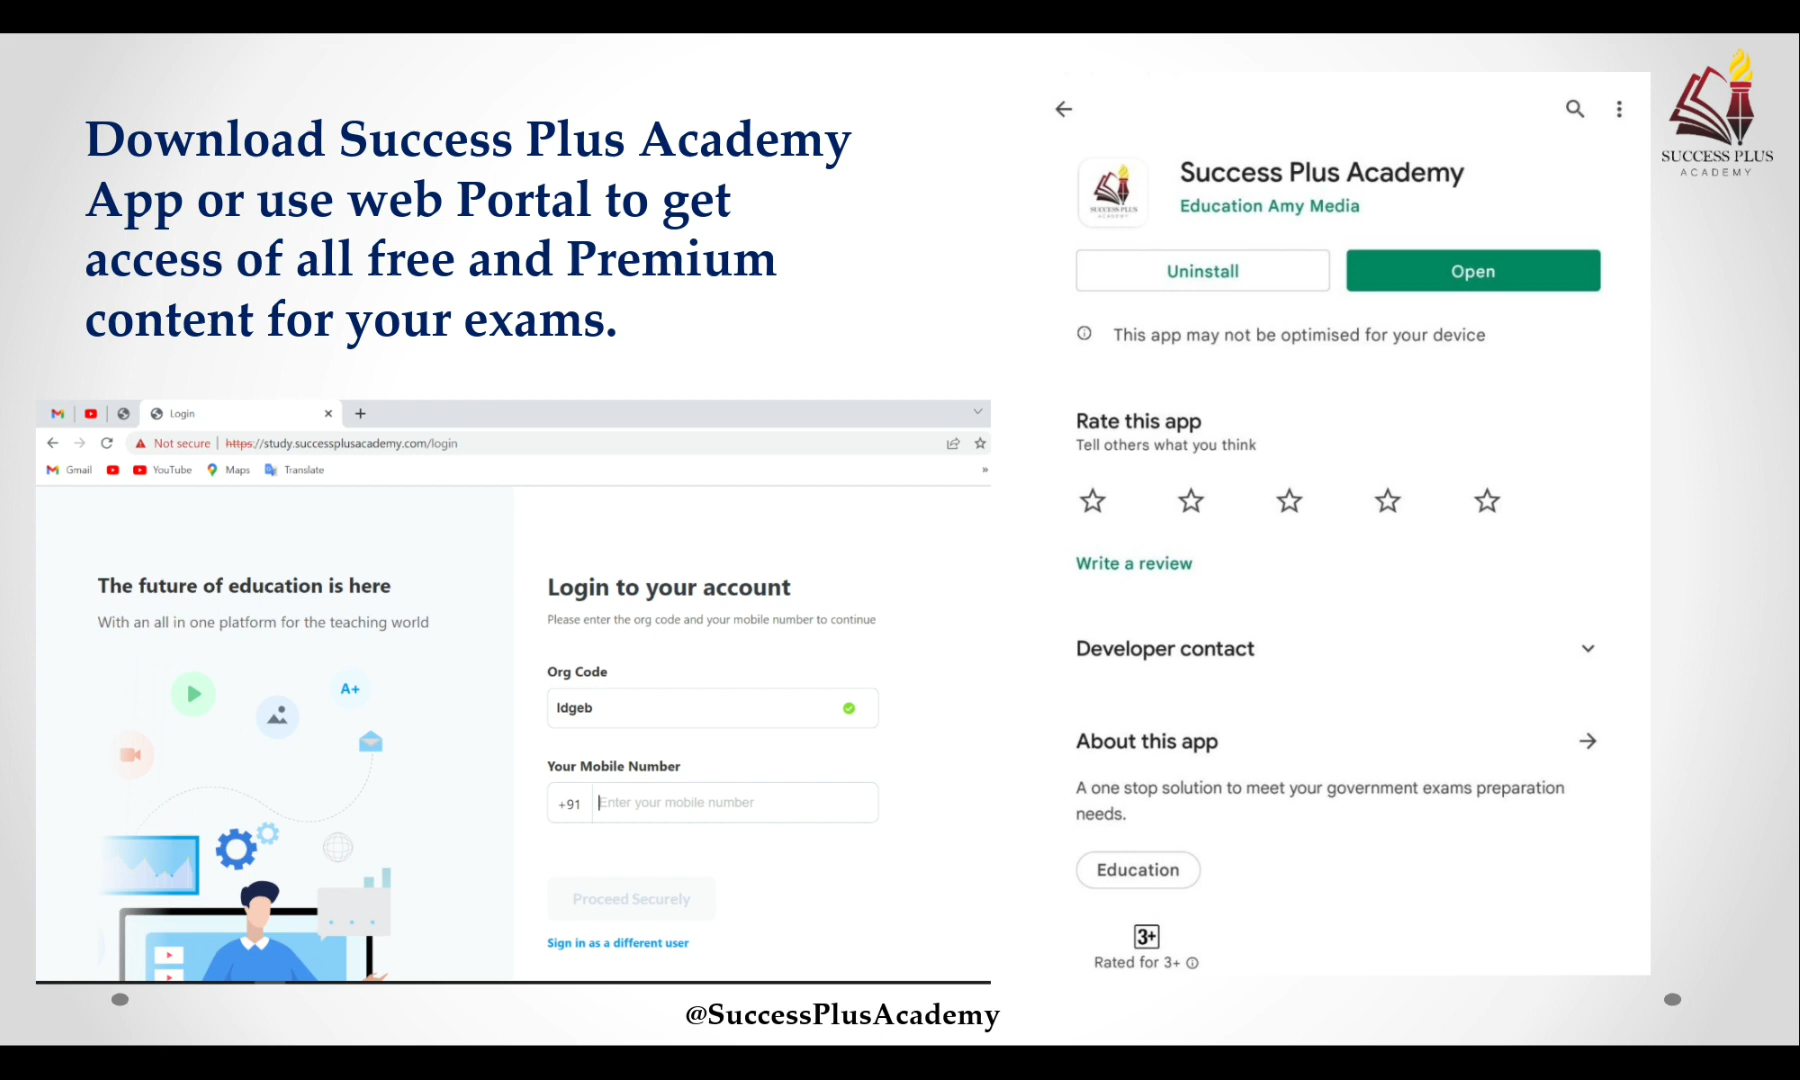 Download Success Plus Academy
App or use web Portal to get
access of all free and Premium
content for your exams.
Login
Not secure
https://study.successplusacademy.com/login
Gmail
YouTube
Maps
Translate
»
The future of education is here
With an all in one platform for the teaching world
A+
Login to your account
Please enter the org code and your mobile number to continue
Org Code
ldgeb
Your Mobile Number
+91
Enter your mobile number
Proceed Securely
Sign in as a different user
Success Plus Academy
Education Amy Media
SUCCESS PLUS
ACADEMY
Uninstall
Open
This app may not be optimised for your device
Rate this app
Tell others what you think
Write a review
Developer contact
About this app
A one stop solution to meet your government exams preparation
needs.
Education
3+
Rated for 3+
SUCCESS PLUS
ACADEMY
@SuccessPlusAcademy